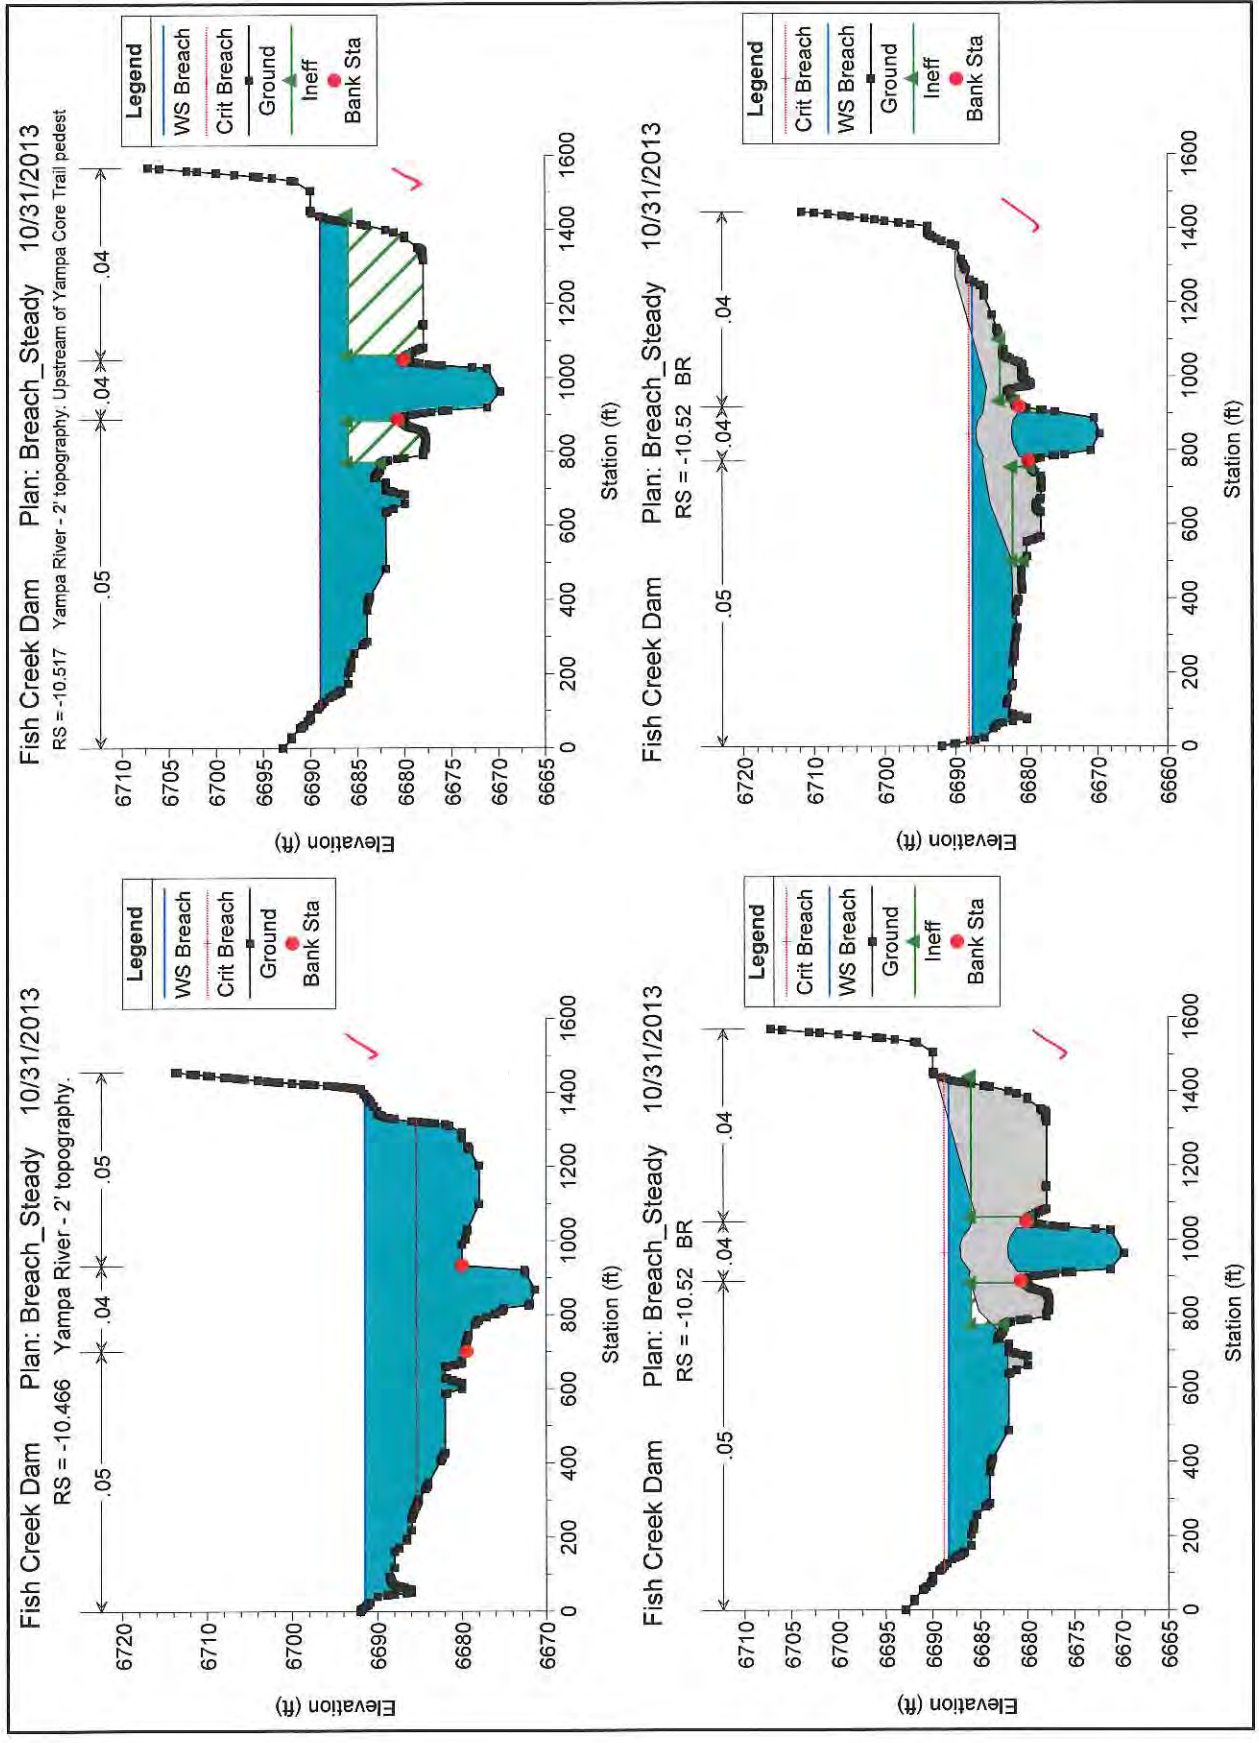 Fish Creek Dam Plan: Breach_Steady 10/31/2013
RS = -10.466 Yampa River - 2' topography.
.05
.04
.05
6720
6710
6700
6690
6680
6670
Elevation (ft)
0 200 400 600 800 1000 1200 1400 1600
Station (ft)
Legend
WS Breach
Crit Breach
Ground
Bank Sta
Fish Creek Dam Plan: Breach_Steady 10/31/2013
RS = -10.517 Yampa River - 2' topography. Upstream of Yampa Core Trail pedest
.05
.04
.04
6710
6705
6700
6695
6690
6685
6680
6675
6670
6665
Elevation (ft)
0 200 400 600 800 1000 1200 1400 1600
Station (ft)
Legend
WS Breach
Crit Breach
Ground
Ineff
Bank Sta
Fish Creek Dam Plan: Breach_Steady 10/31/2013
RS = -10.52 BR
.05
.04
.04
6710
6705
6700
6695
6690
6685
6680
6675
6670
6665
Elevation (ft)
0 200 400 600 800 1000 1200 1400 1600
Station (ft)
Legend
Crit Breach
WS Breach
Ground
Ineff
Bank Sta
Fish Creek Dam Plan: Breach_Steady 10/31/2013
RS = -10.52 BR
.05
.04
.04
6720
6710
6700
6690
6680
6670
6660
Elevation (ft)
0 200 400 600 800 1000 1200 1400 1600
Station (ft)
Legend
Crit Breach
WS Breach
Ground
Ineff
Bank Sta